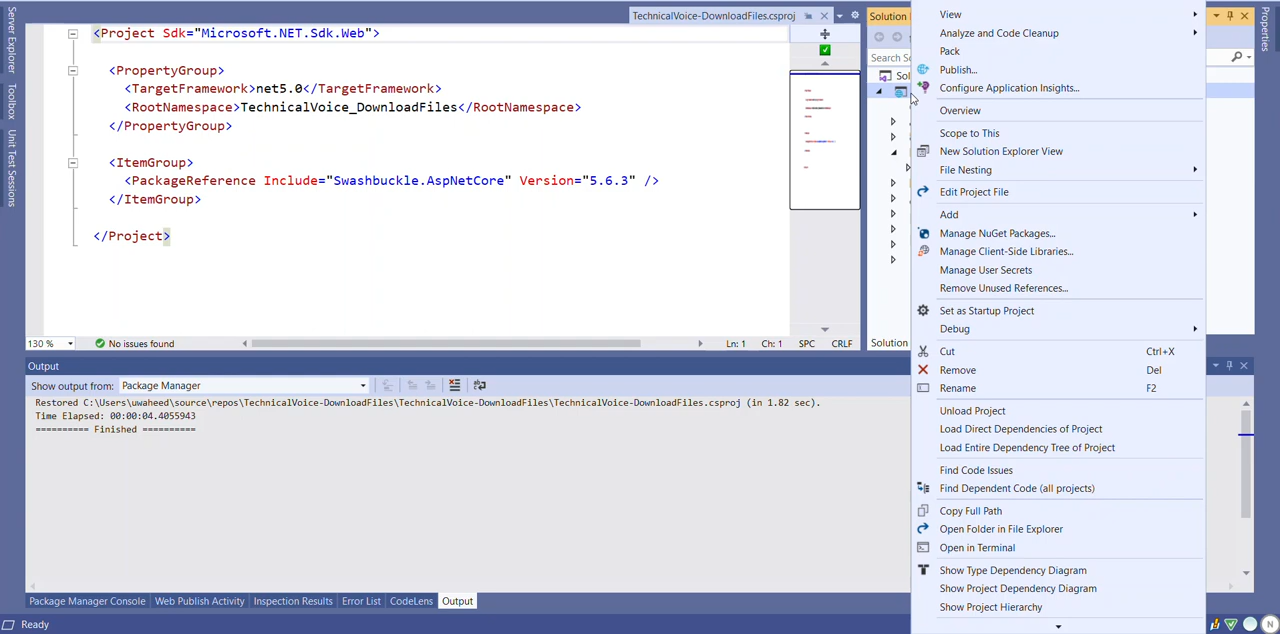 Server Explorer
Toolbox
Unit Test Sessions
TechnicalVoice-DownloadFiles.csproj
<Project Sdk="Microsoft.NET.Sdk.Web">
<PropertyGroup>
<TargetFramework>net5.0</TargetFramework>
<RootNamespace>TechnicalVoice_DownloadFiles</RootNamespace>
</PropertyGroup>
<ItemGroup>
<PackageReference Include="Swashbuckle.AspNetCore" Version="5.6.3" />
</ItemGroup>
</Project>
130 %
No issues found
Ln: 1 Ch: 1 SPC CRLF
Solution
Search
Solution
View
Analyze and Code Cleanup
Pack
Publish...
Configure Application Insights...
Overview
Scope to This
New Solution Explorer View
File Nesting
Edit Project File
Add
Manage NuGet Packages...
Manage Client-Side Libraries...
Manage User Secrets
Remove Unused References...
Set as Startup Project
Debug
Cut Ctrl+X
Remove Del
Rename F2
Unload Project
Load Direct Dependencies of Project
Load Entire Dependency Tree of Project
Find Code Issues
Find Dependent Code (all projects)
Copy Full Path
Open Folder in File Explorer
Open in Terminal
Show Type Dependency Diagram
Show Project Dependency Diagram
Show Project Hierarchy
Properties
Output
Show output from: Package Manager
Restored C:\Users\uwaheed\source\repos\TechnicalVoice-DownloadFiles\TechnicalVoice-DownloadFiles\TechnicalVoice-DownloadFiles.csproj (in 1.82 sec).
Time Elapsed: 00:00:04.4055943
========== Finished ==========
Package Manager Console Web Publish Activity Inspection Results Error List CodeLens Output
Ready
N